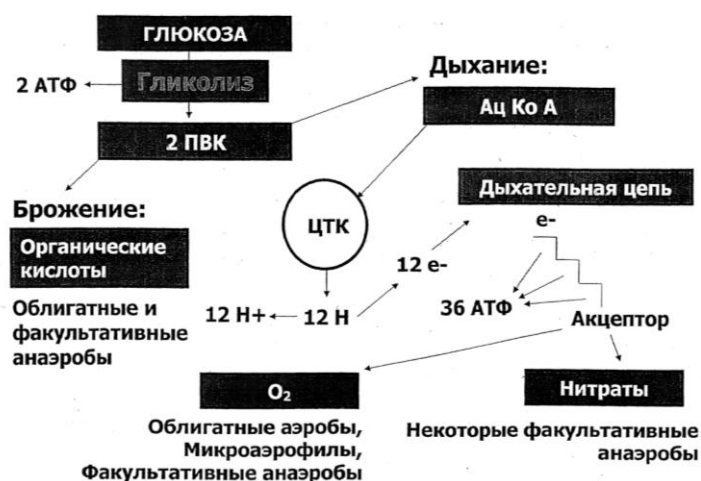 ГЛЮКОЗА
2 АТФ
Гликолиз
2 ПВК
Дыхание:
Ац Ко А
Брожение:
Органические
кислоты
Облигатные и
факультативные
анаэробы
ЦТК
12 Н+
12 Н
12 е-
Дыхательная цепь
е-
36 АТФ
Акцептор
О₂
Облигатные аэробы,
Микроаэрофилы,
Факультативные анаэробы
Нитраты
Некоторые факультативные
анаэробы